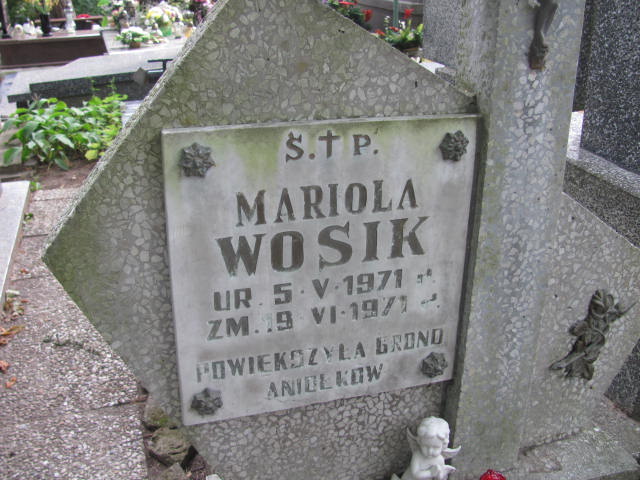 Ś.†P.
MARIOLA
WOSIK
UR. 5·V·1971 r.
ZM. 19·VI·1971 r.
POWIĘKSZYŁA GRONO
ANIOŁKÓW